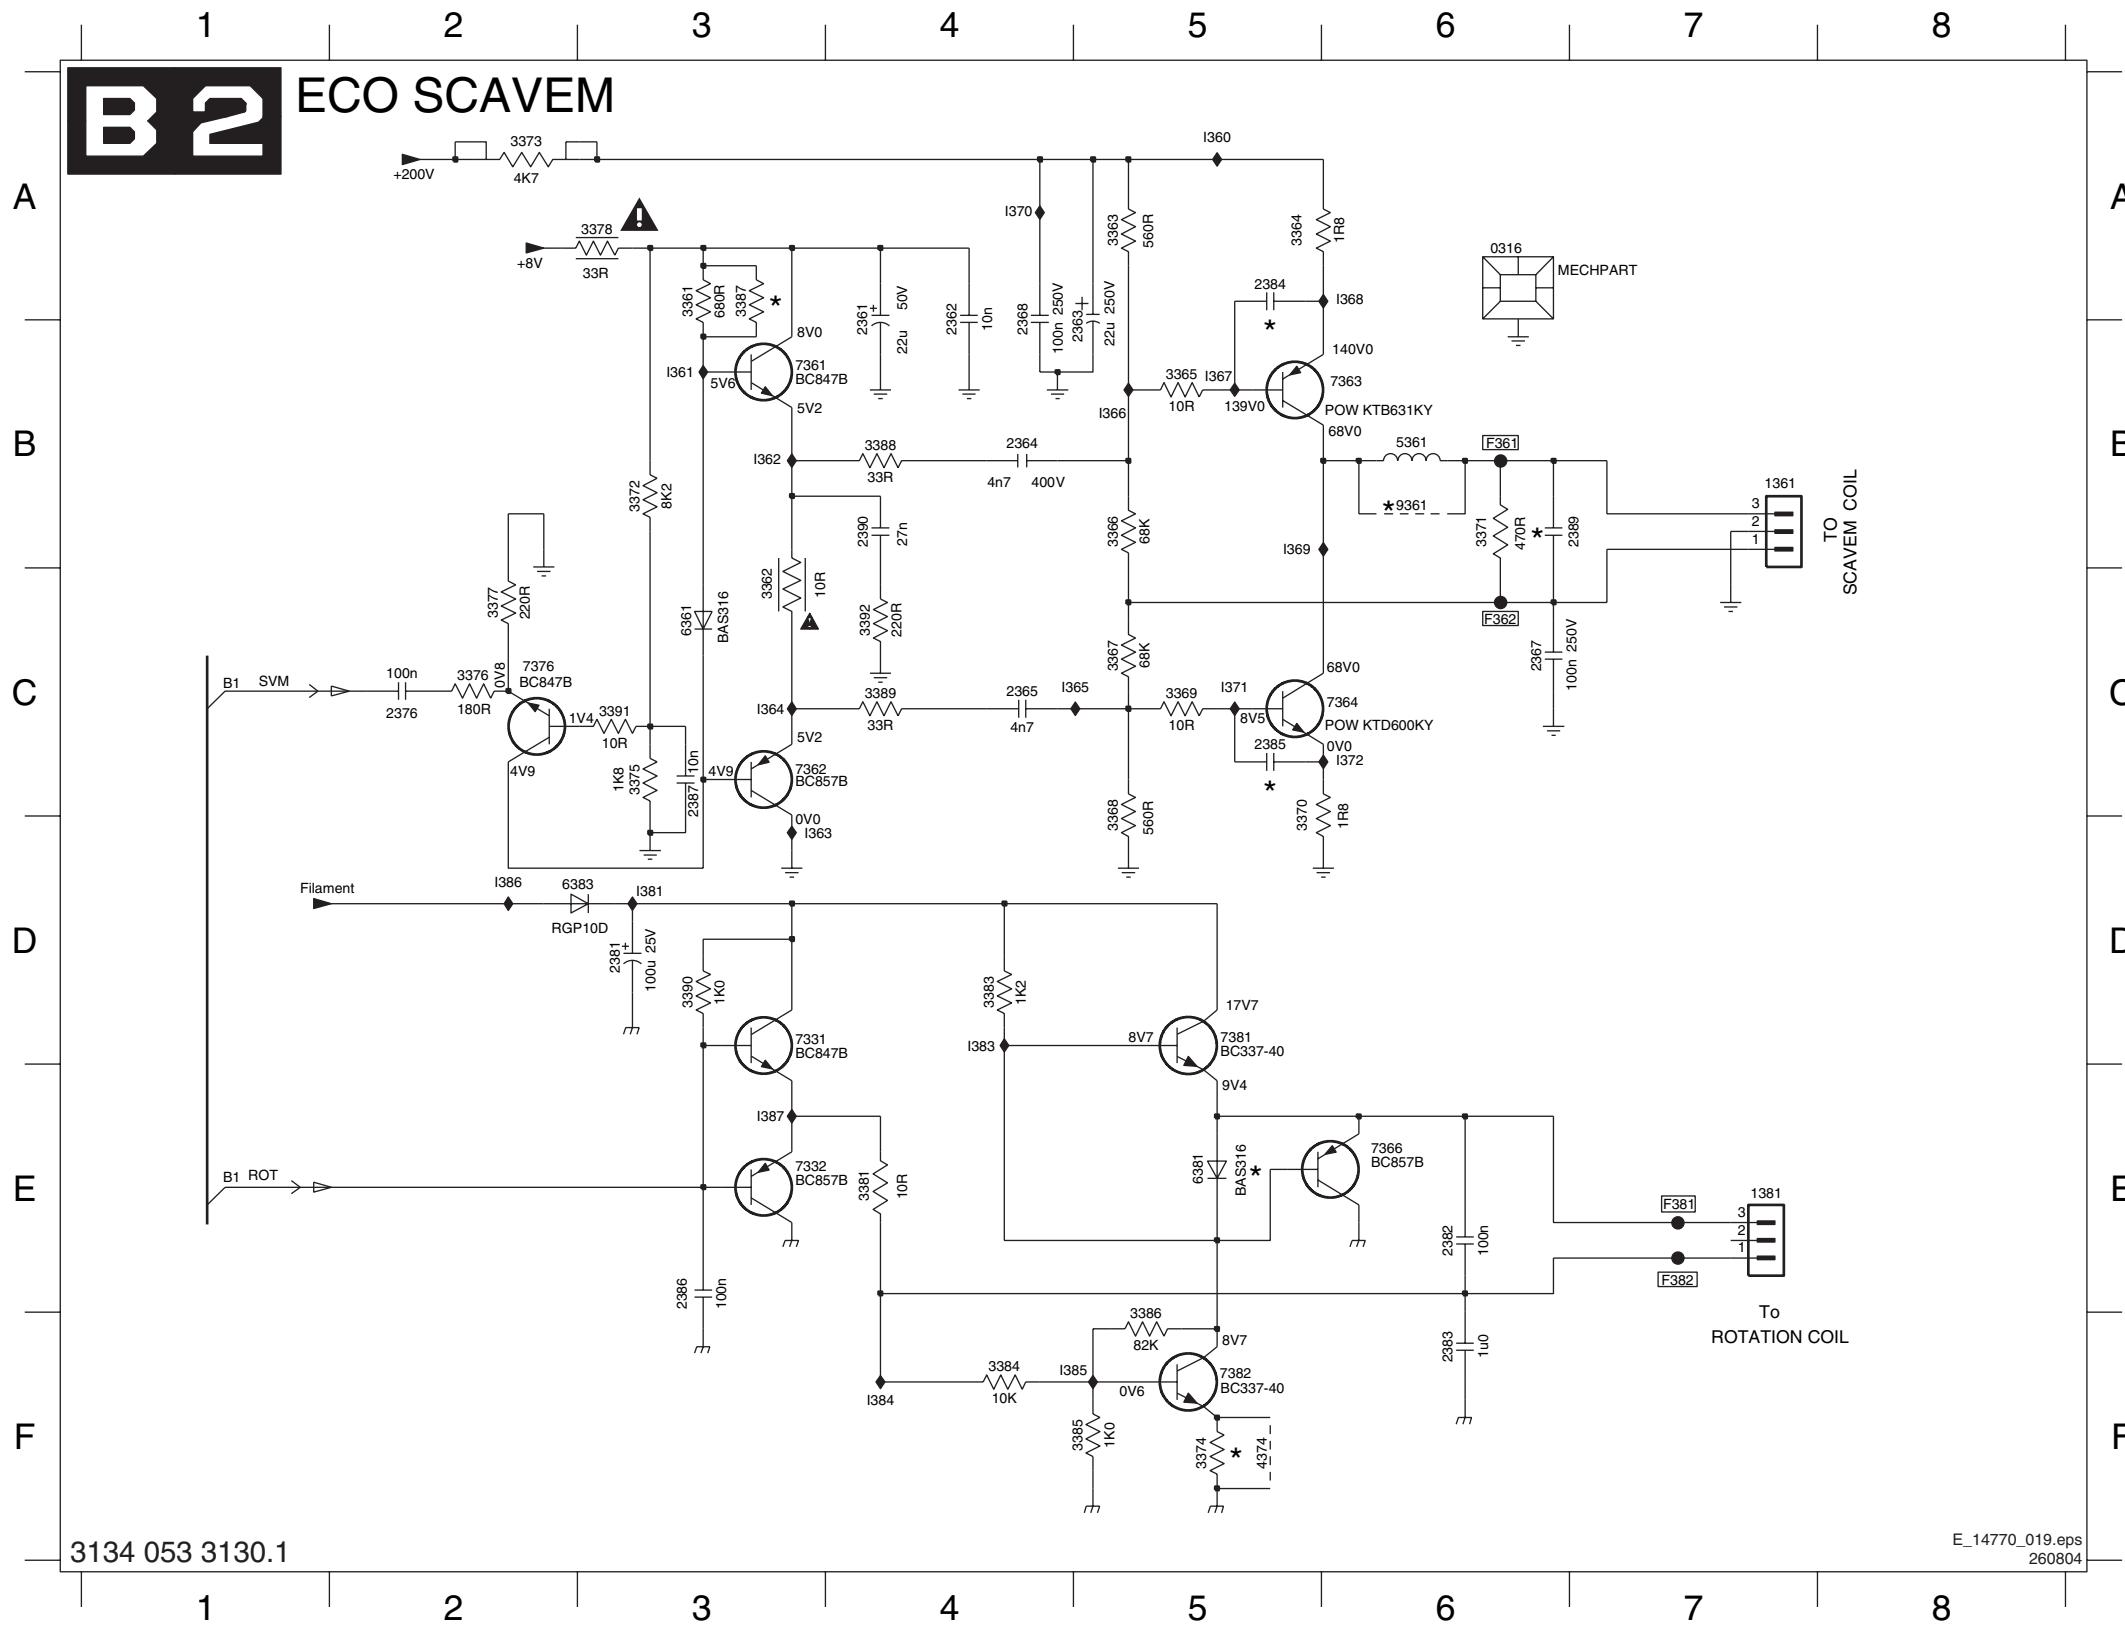 1 2 3 4 5 6 7 8
B 2 ECO SCAVEM
A
B
C
D
E
F
A
B
C
D
E
F
3373
+200V
4K7
I360
3378
+8V
33R
I370
3363
560R
3364
1R8
0316
MECHPART
3361
680R
3387
*
2361
+
50V
22u
2362
10n
2368
100n 250V
2363
+
22u 250V
2384
*
I368
8V0
I361
5V6
7361
BC847B
5V2
I366
3365
10R
I367
139V0
140V0
7363
POW KTB631KY
68V0
I362
3388
33R
2364
4n7 400V
5361
F361
*9361
3372
8K2
2390
27n
3366
68K
I369
3371
470R
*
2389
1361
3
2
1
TO
SCAVEM COIL
3377
220R
6361
BAS316
3362
10R
3392
220R
F362
3367
68K
2367
100n 250V
B1 SVM
100n
2376
3376
180R
0V8
7376
BC847B
1V4
3391
10R
4V9
I364
3389
33R
2365
4n7
I365
3369
10R
I371
8V5
68V0
7364
POW KTD600KY
0V0
2385
*
I372
5V2
1K8
3375
10n
2387
4V9
7362
BC857B
0V0
I363
3368
560R
3370
1R8
Filament
I386
6383
RGP10D
I381
2381
+
100u 25V
3390
1K0
3383
1K2
17V7
7331
BC847B
I383
8V7
7381
BC337-40
9V4
I387
7332
BC857B
B1 ROT
3381
10R
6381
BAS316
*
7366
BC857B
2382
100n
F381
1381
3
2
1
F382
To
ROTATION COIL
2386
100n
3386
82K
8V7
2383
1u0
I384
3384
10K
I385
0V6
7382
BC337-40
3385
1K0
3374
*
4374
3134 053 3130.1
E_14770_019.eps
260804
1 2 3 4 5 6 7 8